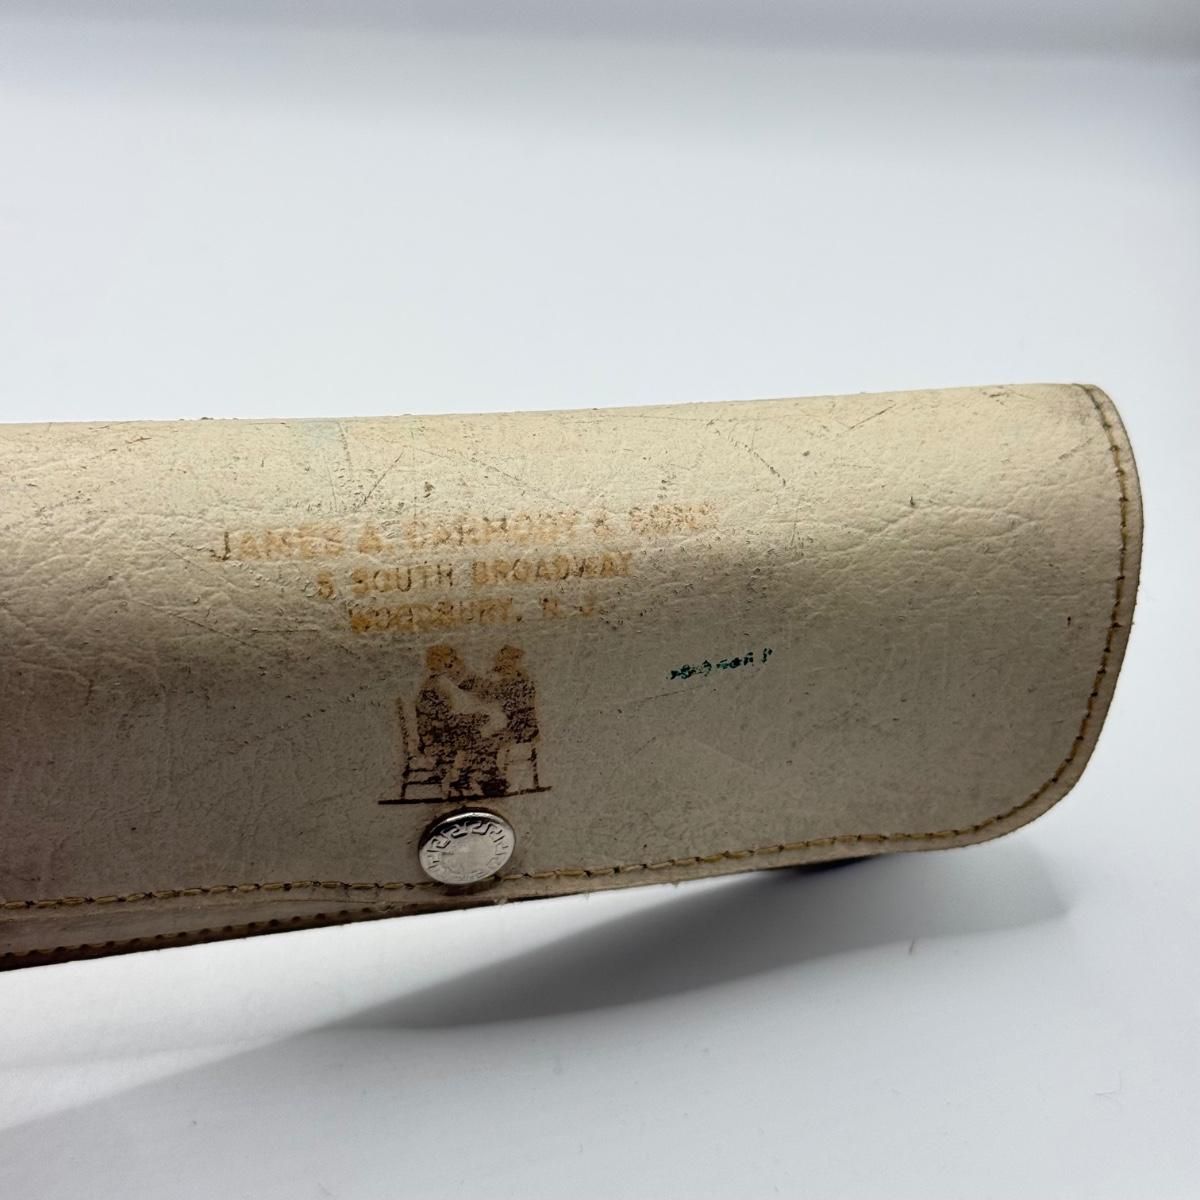 JAMES A. CARMODY & SONS
5 SOUTH BROADWAY
WOODBURY, N. J.